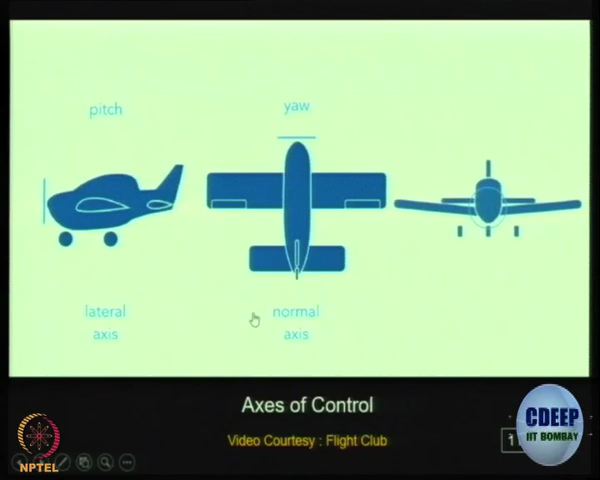 pitch
yaw
lateral
axis
normal
axis
Axes of Control
Video Courtesy : Flight Club
NPTEL
CDEEP
IIT BOMBAY